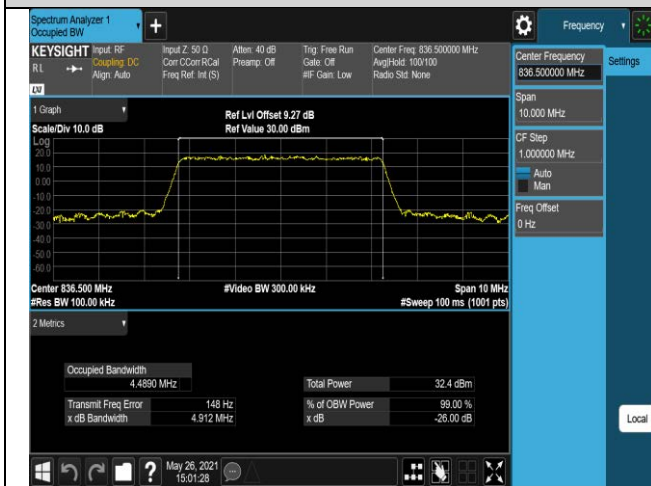 Spectrum Analyzer 1
Occupied BW
+
Frequency
KEYSIGHT
RL
LXI
Input: RF
Coupling: DC
Align: Auto
Input Z: 50 Ω
Corr CCorr RCal
Freq Ref: Int (S)
Atten: 40 dB
Preamp: Off
Trig: Free Run
Gate: Off
#IF Gain: Low
Center Freq: 836.500000 MHz
Avg|Hold: 100/100
Radio Std: None
Center Frequency
836.500000 MHz
Settings
Span
10.000 MHz
CF Step
1.000000 MHz
Auto
Man
Freq Offset
0 Hz
Local
1 Graph
Scale/Div 10.0 dB
Ref Lvl Offset 9.27 dB
Ref Value 30.00 dBm
Log
20.0
10.0
0.00
-10.0
-20.0
-30.0
-40.0
-50.0
-60.0
Center 836.500 MHz
#Video BW 300.00 kHz
Span 10 MHz
#Res BW 100.00 kHz
#Sweep 100 ms (1001 pts)
2 Metrics
Occupied Bandwidth
4.4890 MHz
Total Power
32.4 dBm
Transmit Freq Error
148 Hz
% of OBW Power
99.00 %
x dB Bandwidth
4.912 MHz
x dB
-26.00 dB
?
May 26, 2021
15:01:28